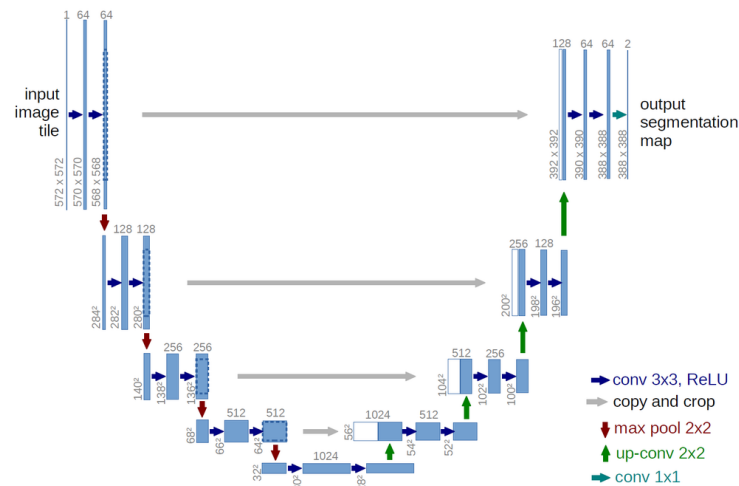 1 64 64
128 64 64 2
input
image
tile
output
segmentation
map
572 x 572
570 x 570
568 x 568
392 x 392
390 x 390
388 x 388
388 x 388
128 128
256 128
284²
282²
280²
200²
198²
196²
256 256
512 256
140²
138²
136²
104²
102²
100²
512 512
1024 512
68²
66²
64²
56²
54²
52²
1024
32²
conv 3x3, ReLU
copy and crop
max pool 2x2
up-conv 2x2
conv 1x1